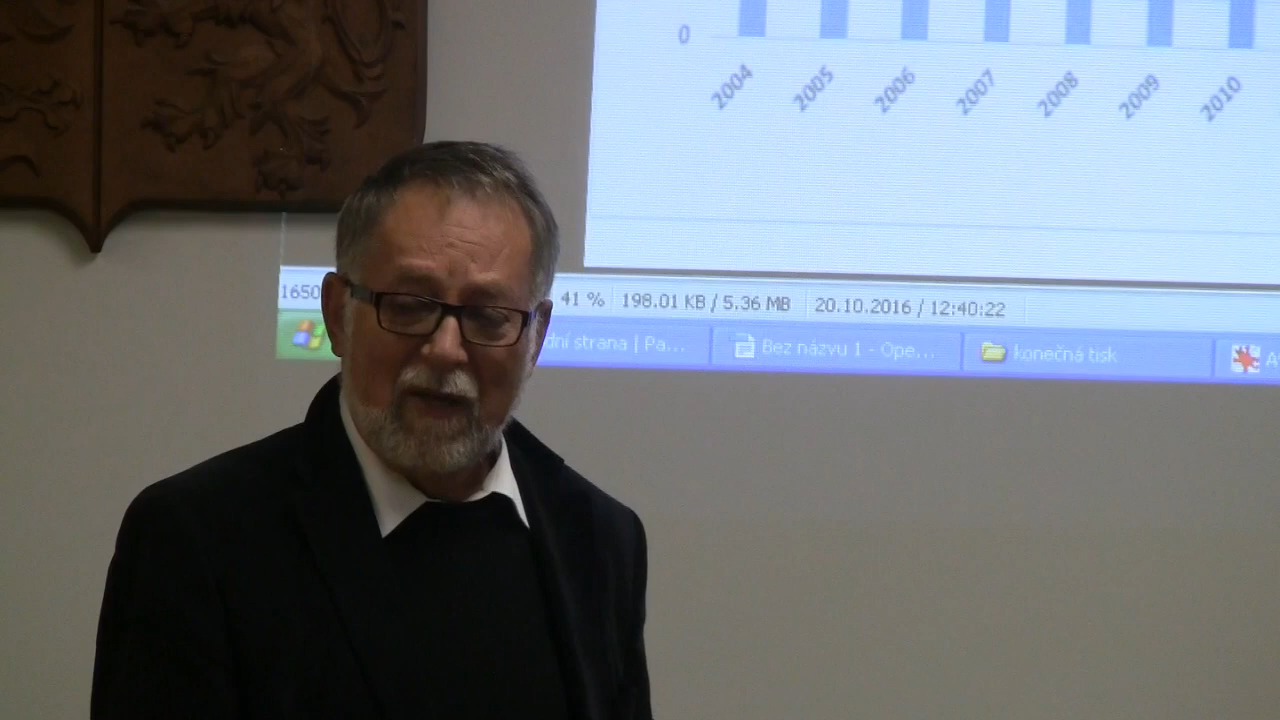 0
2004 2005 2006 2007 2008 2009 2010
1650 41 % 198.01 KB / 5.36 MB 20.10.2016 / 12:40:22
dní strana | Pa... Bez názvu 1 - Ope... konečná tisk A